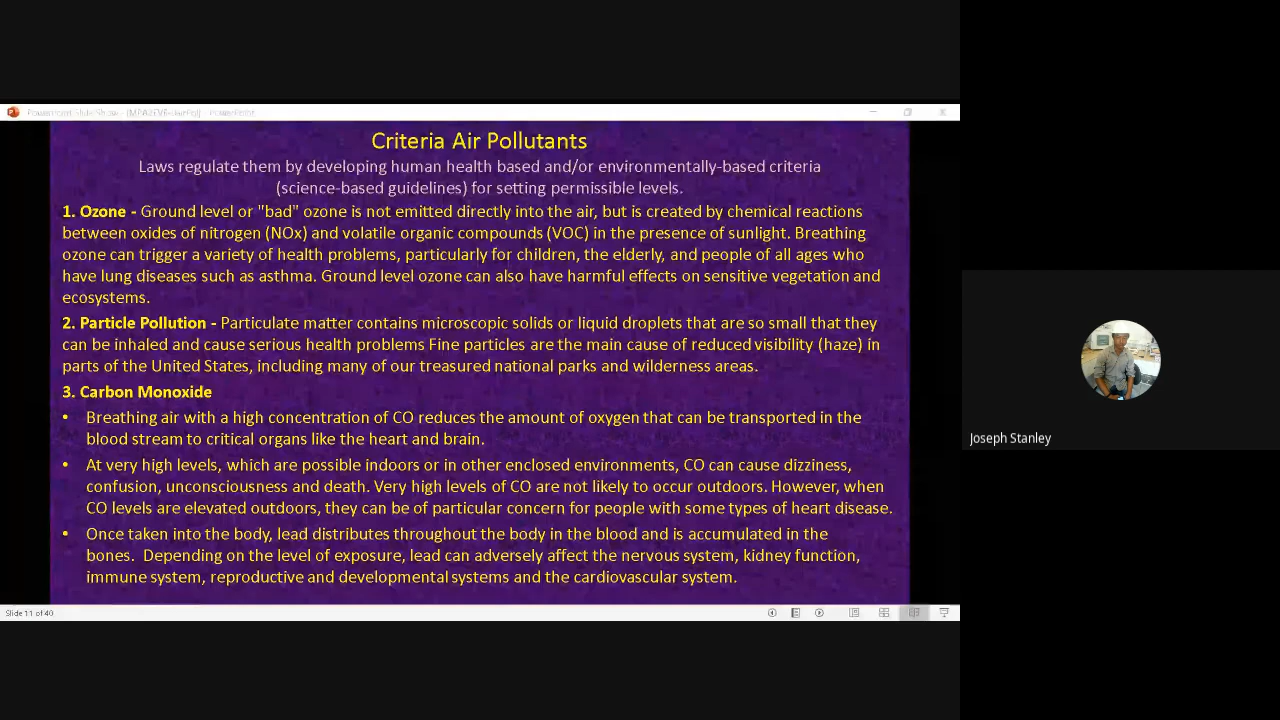 Criteria Air Pollutants
Laws regulate them by developing human health based and/or environmentally-based criteria
(science-based guidelines) for setting permissible levels.
1. Ozone - Ground level or "bad" ozone is not emitted directly into the air, but is created by chemical reactions
between oxides of nitrogen (NOx) and volatile organic compounds (VOC) in the presence of sunlight. Breathing
ozone can trigger a variety of health problems, particularly for children, the elderly, and people of all ages who
have lung diseases such as asthma. Ground level ozone can also have harmful effects on sensitive vegetation and
ecosystems.
2. Particle Pollution - Particulate matter contains microscopic solids or liquid droplets that are so small that they
can be inhaled and cause serious health problems Fine particles are the main cause of reduced visibility (haze) in
parts of the United States, including many of our treasured national parks and wilderness areas.
3. Carbon Monoxide
• Breathing air with a high concentration of CO reduces the amount of oxygen that can be transported in the
blood stream to critical organs like the heart and brain.
• At very high levels, which are possible indoors or in other enclosed environments, CO can cause dizziness,
confusion, unconsciousness and death. Very high levels of CO are not likely to occur outdoors. However, when
CO levels are elevated outdoors, they can be of particular concern for people with some types of heart disease.
• Once taken into the body, lead distributes throughout the body in the blood and is accumulated in the
bones. Depending on the level of exposure, lead can adversely affect the nervous system, kidney function,
immune system, reproductive and developmental systems and the cardiovascular system.
Slide 11 of 40
Joseph Stanley